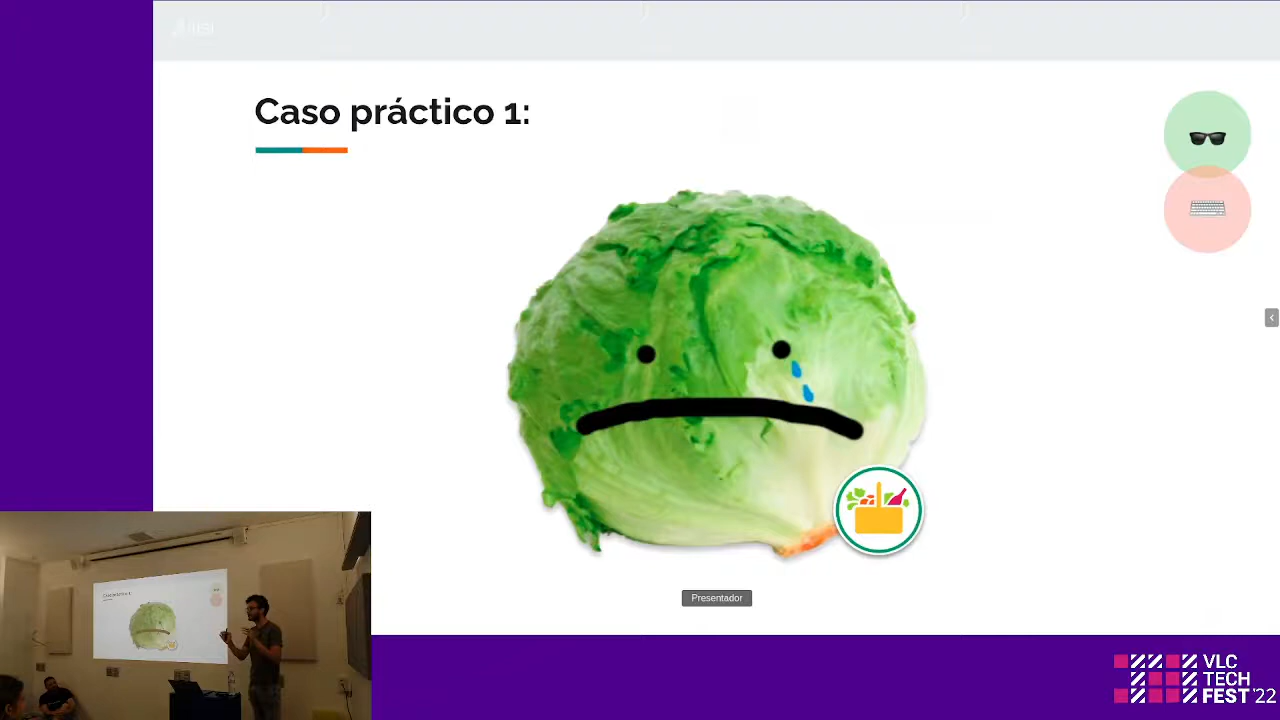 Caso práctico 1:
Presentador
VLC
TECH
FEST'22